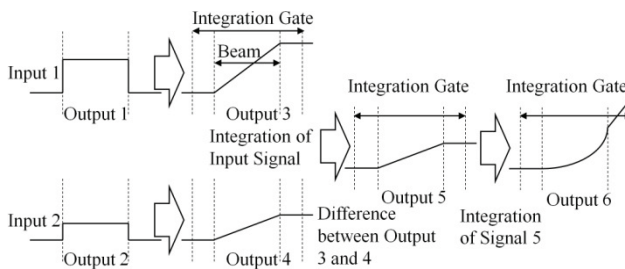 Integration Gate
Beam
Input 1
Output 1
Output 3
Integration Gate
Integration Gate
Integration of
Input Signal
Output 5
Output 6
Input 2
Output 2
Output 4
Difference
between Output
3 and 4
Integration
of Signal 5